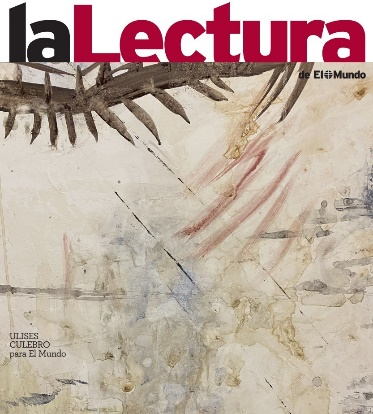 laLectura
de El Mundo
ULISES
CULEBRO
para El Mundo